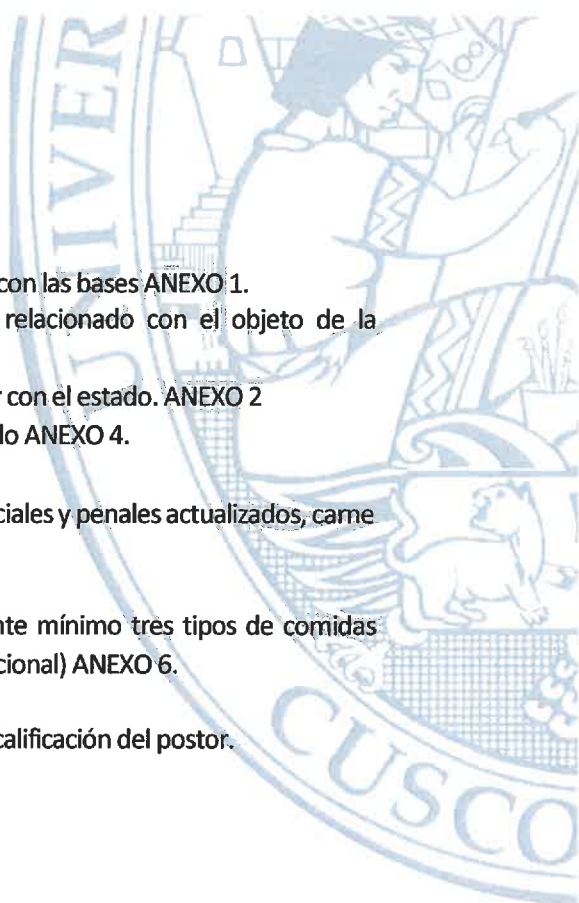 UNIVER
con las bases ANEXO 1.
relacionado con el objeto de la
r con el estado. ANEXO 2
lo ANEXO 4.
ciales y penales actualizados, carne
nte mínimo tres tipos de comidas
cional) ANEXO 6.
calificación del postor.
CUSCO